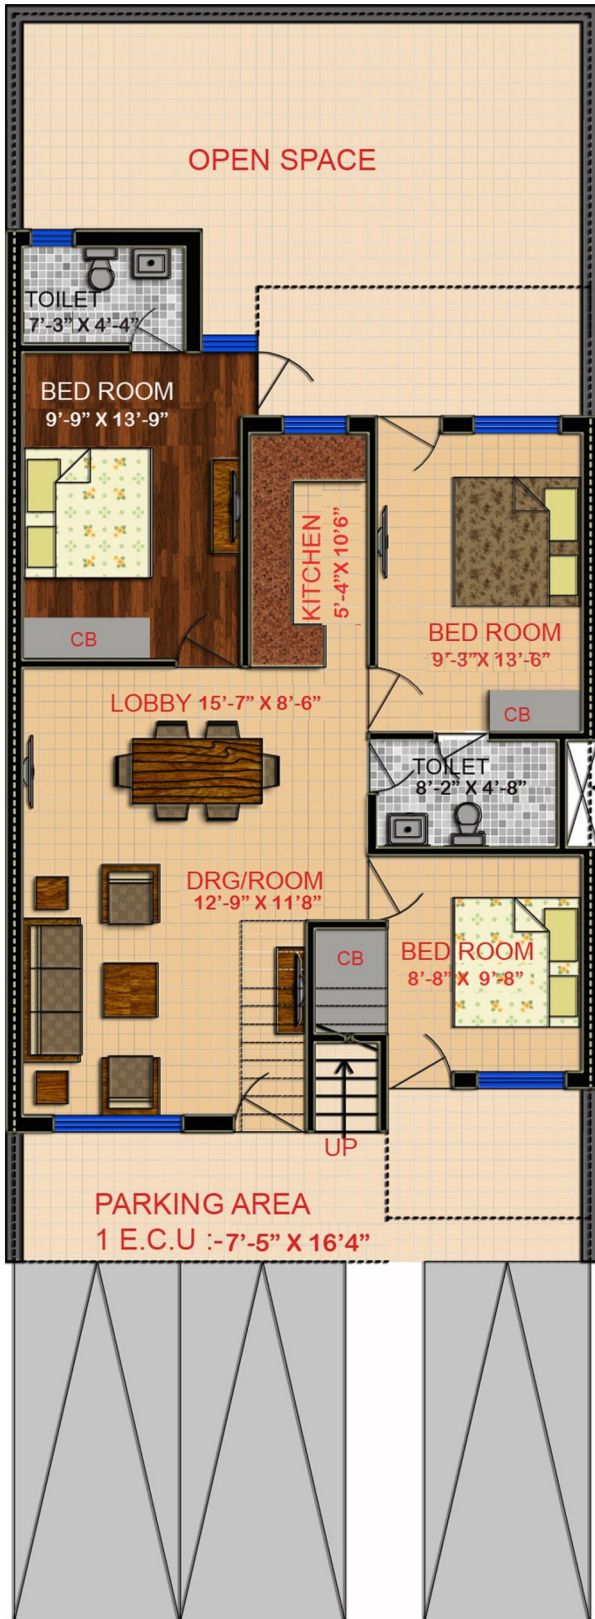 OPEN SPACE
TOILET
7'-3” X 4'-4”
BED ROOM
9’-9” X 13’-9”
KITCHEN
5’-4”X 10’6”
CB
BED ROOM
9’-3”X 13’-6”
CB
LOBBY 15’-7” X 8’-6”
TOILET
8’-2” X 4’-8”
DRG/ROOM
12’-9” X 11’8”
CB
BED ROOM
8’-8” X 9’-8”
UP
PARKING AREA
1 E.C.U :-7’-5” X 16’4”